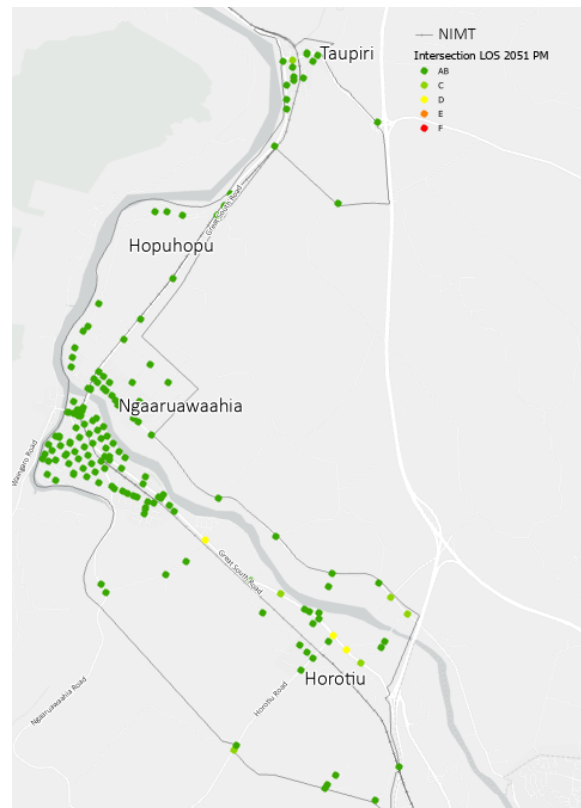 Taupiri
NIMT
Intersection LOS 2051 PM
AB
C
D
E
F
Great South Road
Hopuhopu
Ngaaruawaahia
Waingaro Road
Great South Road
Horotiu
Horotiu Road
Ngaaruawaahia Road